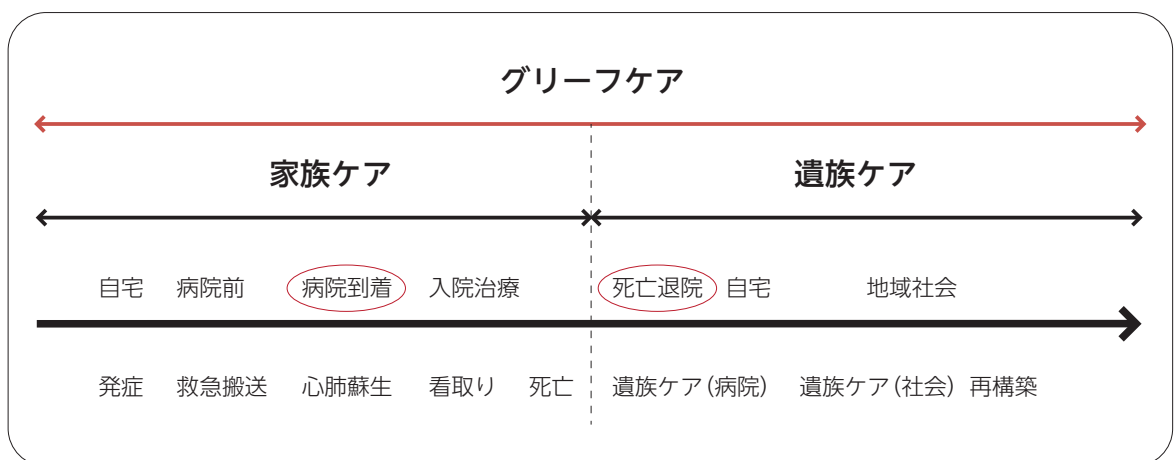 グリーフケア
家族ケア 遺族ケア
自宅 病院前 病院到着 入院治療 死亡退院 自宅 地域社会
発症 救急搬送 心肺蘇生 看取り 死亡 遺族ケア(病院) 遺族ケア(社会) 再構築